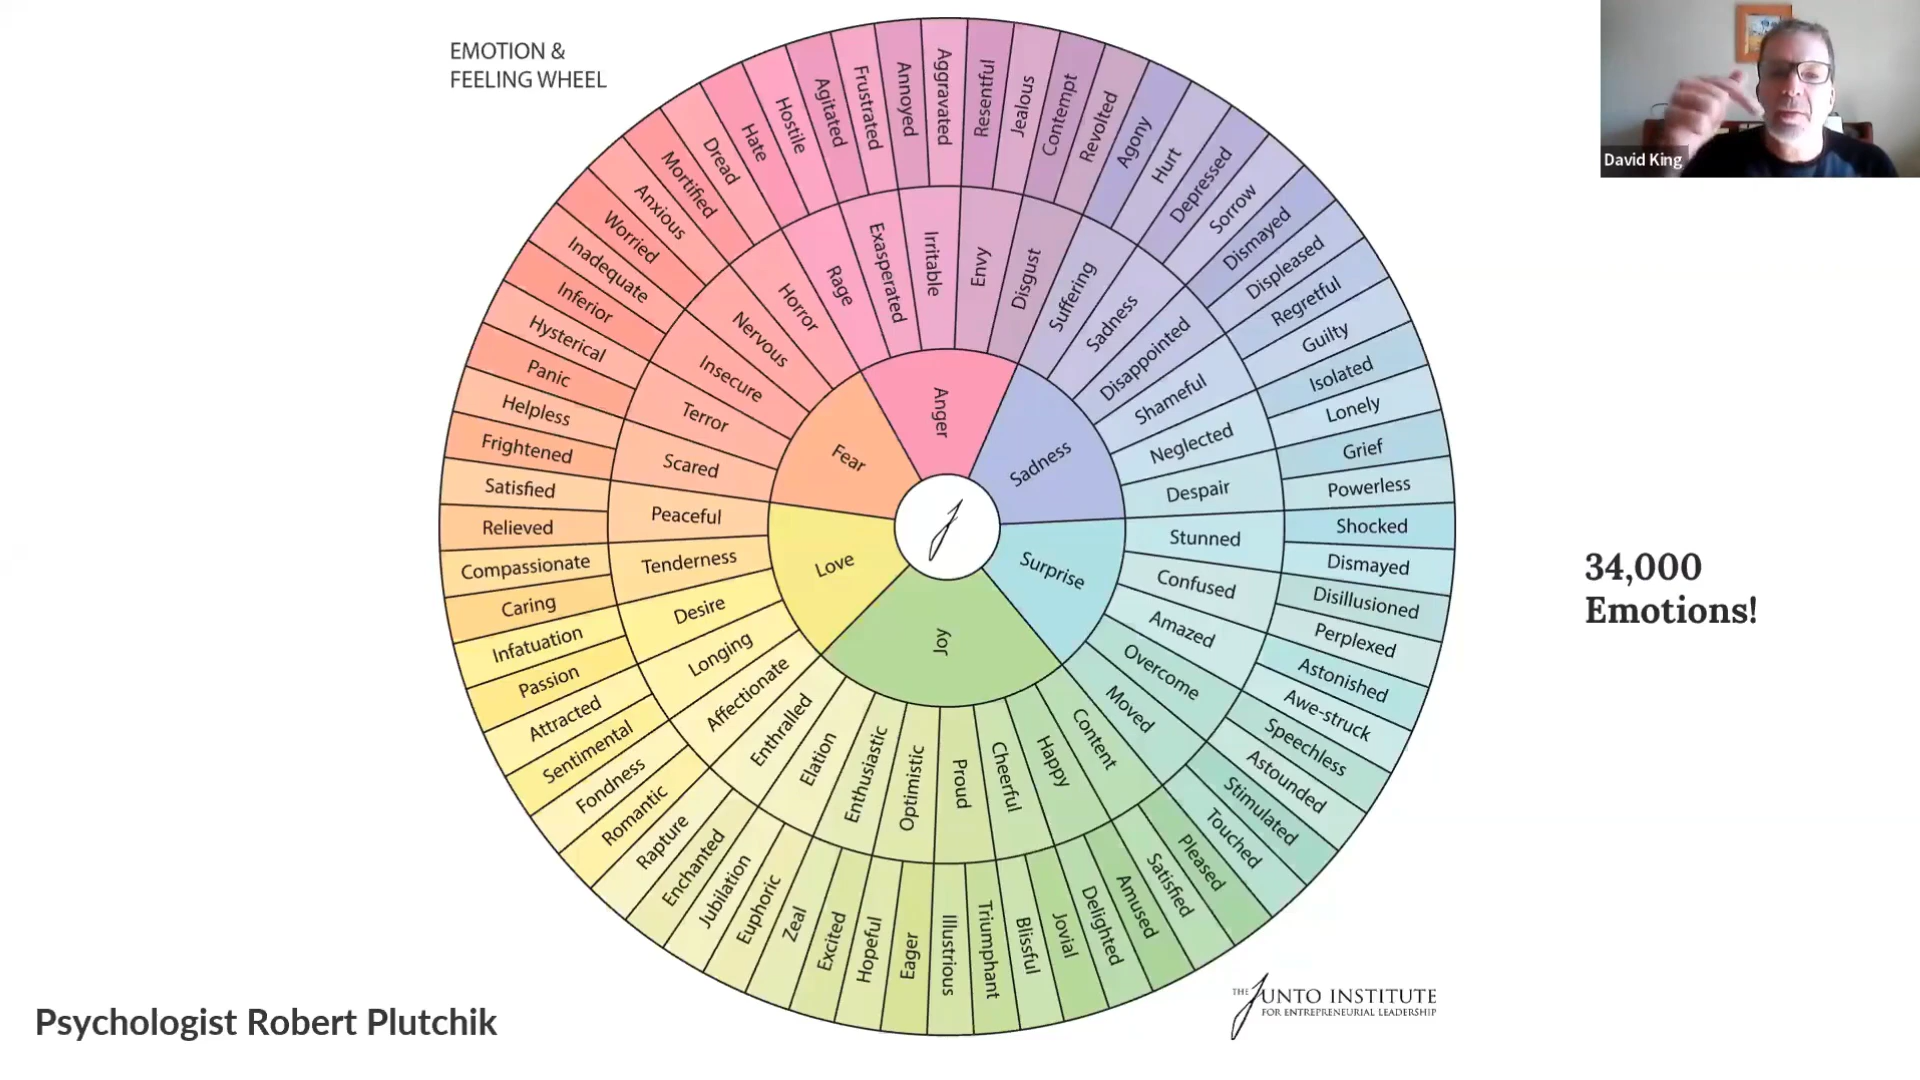 EMOTION &
FEELING WHEEL
David King
Anger
Sadness
Surprise
Joy
Love
Fear
Rage
Exasperated
Irritable
Envy
Disgust
Suffering
Sadness
Disappointed
Shameful
Neglected
Despair
Stunned
Confused
Amazed
Overcome
Moved
Content
Happy
Cheerful
Proud
Optimistic
Enthusiastic
Elation
Enthralled
Affectionate
Longing
Desire
Tenderness
Peaceful
Scared
Terror
Insecure
Nervous
Horror
Hate
Hostile
Agitated
Frustrated
Annoyed
Aggravated
Resentful
Jealous
Contempt
Revolted
Agony
Hurt
Depressed
Sorrow
Dismayed
Displeased
Regretful
Guilty
Isolated
Lonely
Grief
Powerless
Shocked
Dismayed
Disillusioned
Perplexed
Astonished
Awe-struck
Speechless
Astounded
Stimulated
Touched
Pleased
Satisfied
Amused
Delighted
Jovial
Blissful
Triumphant
Illustrious
Eager
Hopeful
Excited
Zeal
Euphoric
Jubilation
Enchanted
Rapture
Romantic
Fondness
Sentimental
Attracted
Passion
Infatuation
Caring
Compassionate
Relieved
Satisfied
Frightened
Helpless
Panic
Hysterical
Inferior
Inadequate
Worried
Anxious
Mortified
Dread
34,000
Emotions!
Psychologist Robert Plutchik
THE JUNTO INSTITUTE
FOR ENTREPRENEURIAL LEADERSHIP